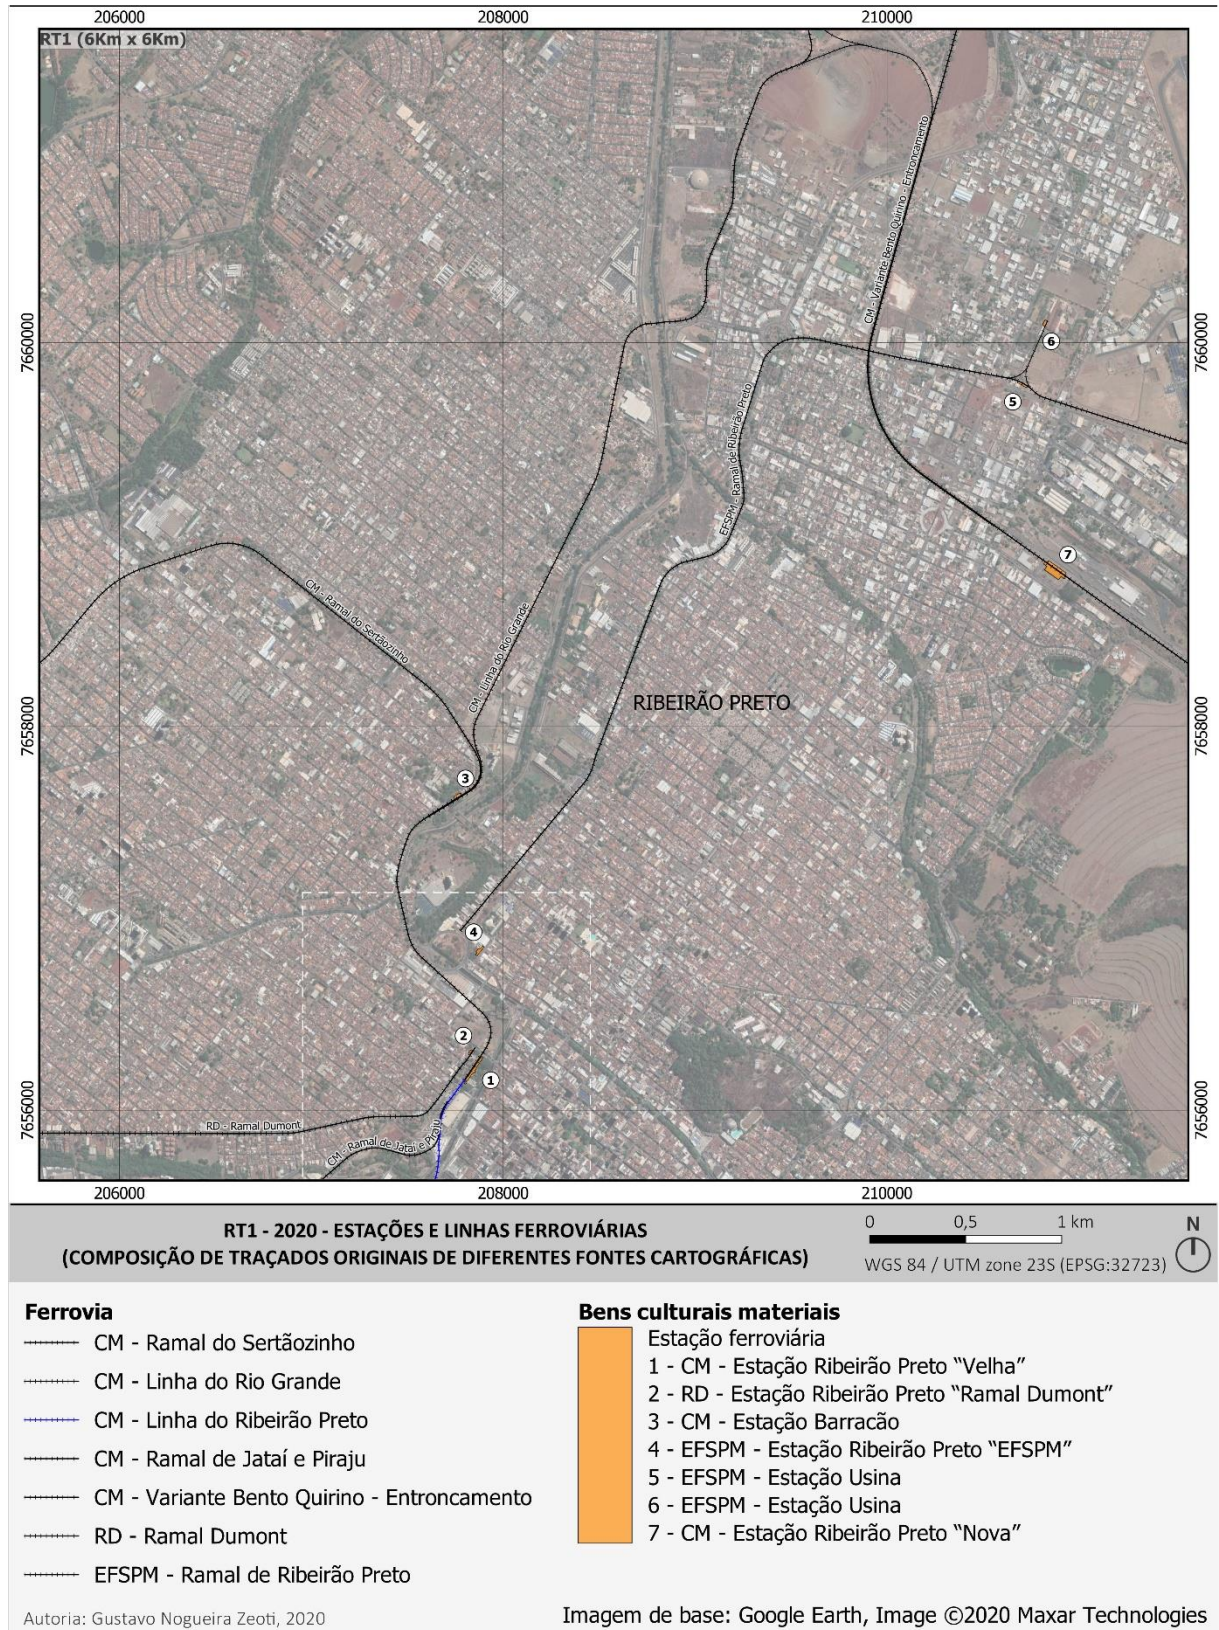 206000 208000 210000
RT1 (6Km x 6Km)
CM - Variante Bento Quirino - Entroncamento
7660000 7660000
6
5
EFSPM - Ramal de Ribeirão Preto
7
CM - Ramal do Sertãozinho
CM - Linha do Rio Grande
RIBEIRÃO PRETO
7658000 7658000
3
4
2
1
7656000 7656000
RD - Ramal Dumont
CM - Ramal de Jataí e Piraju
206000 208000 210000
RT1 - 2020 - ESTAÇÕES E LINHAS FERROVIÁRIAS
(COMPOSIÇÃO DE TRAÇADOS ORIGINAIS DE DIFERENTES FONTES CARTOGRÁFICAS)
0 0,5 1 km
WGS 84 / UTM zone 23S (EPSG:32723)
N
Ferrovia
CM - Ramal do Sertãozinho
CM - Linha do Rio Grande
CM - Linha do Ribeirão Preto
CM - Ramal de Jataí e Piraju
CM - Variante Bento Quirino - Entroncamento
RD - Ramal Dumont
EFSPM - Ramal de Ribeirão Preto
Bens culturais materiais
Estação ferroviária
1 - CM - Estação Ribeirão Preto “Velha”
2 - RD - Estação Ribeirão Preto “Ramal Dumont”
3 - CM - Estação Barracão
4 - EFSPM - Estação Ribeirão Preto “EFSPM”
5 - EFSPM - Estação Usina
6 - EFSPM - Estação Usina
7 - CM - Estação Ribeirão Preto “Nova”
Autoria: Gustavo Nogueira Zeoti, 2020
Imagem de base: Google Earth, Image ©2020 Maxar Technologies